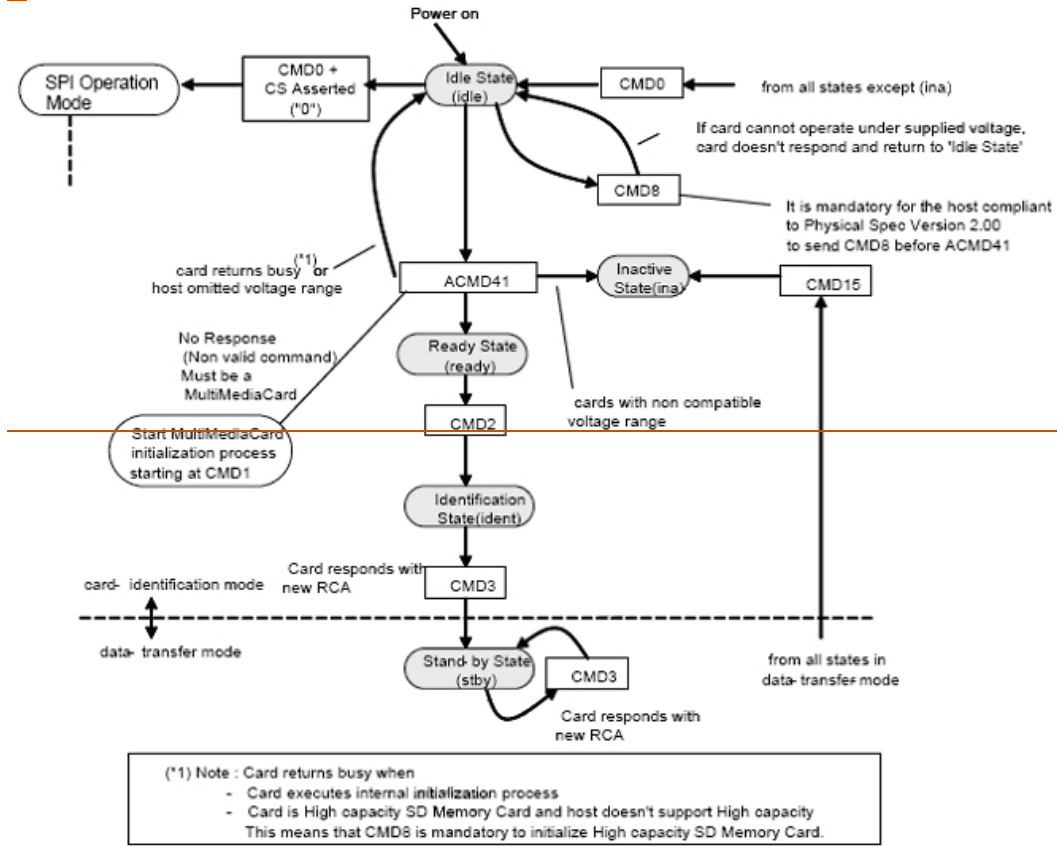 Power on
SPI Operation
Mode
CMD0 +
CS Asserted
("0")
Idle State
(idle)
CMD0
from all states except (ina)
If card cannot operate under supplied voltage,
card doesn't respond and return to 'Idle State'
CMD8
It is mandatory for the host compliant
to Physical Spec Version 2.00
to send CMD8 before ACMD41
card returns busy (*1) or
host omitted voltage range
ACMD41
Inactive
State(ina)
CMD15
No Response
(Non valid command)
Must be a
MultiMediaCard
Ready State
(ready)
cards with non compatible
voltage range
CMD2
Start MultiMediaCard
initialization process
starting at CMD1
Identification
State(ident)
Card responds with
new RCA
CMD3
card- identification mode
data- transfer mode
Stand-by State
(stby)
CMD3
Card responds with
new RCA
from all states in
data-transfer mode
(*1) Note : Card returns busy when
- Card executes internal initialization process
- Card is High capacity SD Memory Card and host doesn't support High capacity
This means that CMD8 is mandatory to initialize High capacity SD Memory Card.